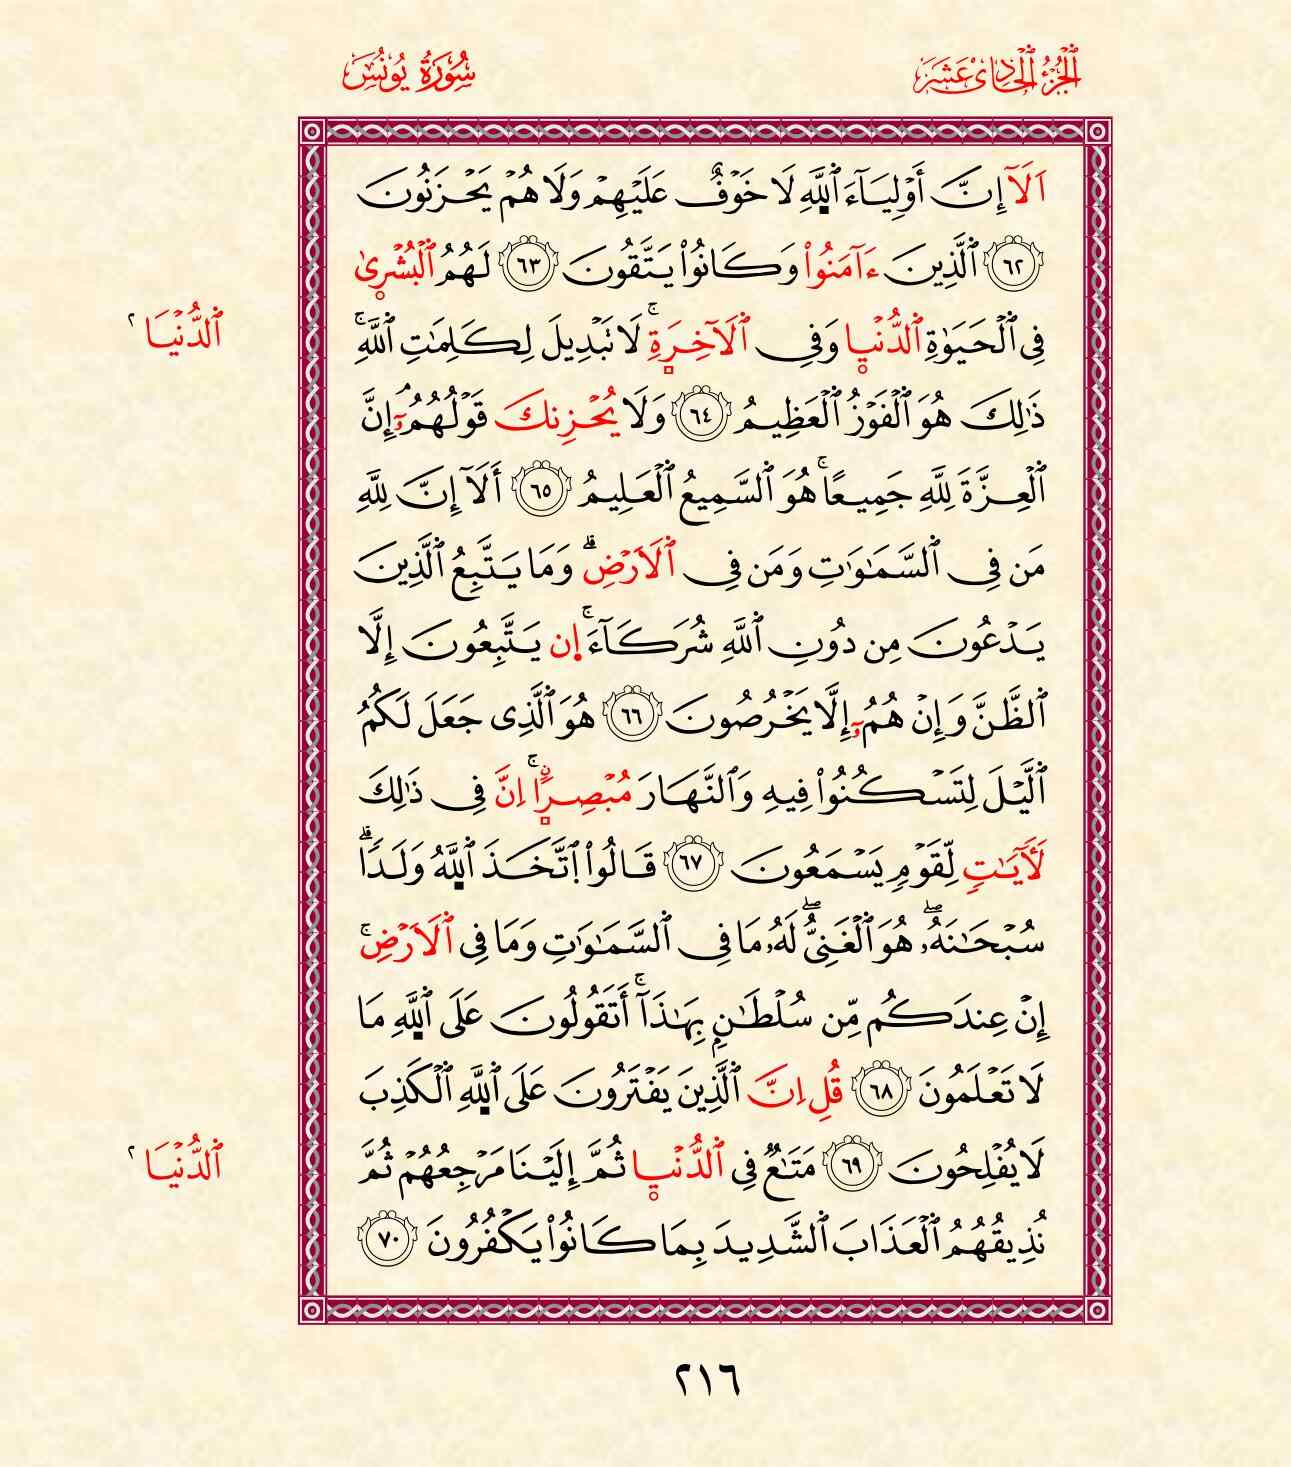 الجُزْءُ الحَادِي عَشَرَ
سُورَةُ يُونُسَ
اَلَآ إِنَّ أَوْلِيَآءَ ٱللَّهِ لَا خَوْفٌ عَلَيْهِمْ وَلَا هُمْ يَحْزَنُونَ
٦٢ ٱلَّذِينَ ءَامَنُواْ وَكَانُواْ يَتَّقُونَ ٦٣ لَهُمُ ٱلْبُشْرِىٰ
فِى ٱلْحَيَوٰةِ ٱلدُّنْيِا وَفِى ٱلَاخِرَةِۚ لَا تَبْدِيلَ لِكَلِمَٰتِ ٱللَّهِۚ
ٱلدُّنْيَا ٢
ذَٰلِكَ هُوَ ٱلْفَوْزُ ٱلْعَظِيمُ ٦٤ وَلَا يُحْزِنكَ قَوْلُهُمُۥٓ إِنَّ
ٱلْعِزَّةَ لِلَّهِ جَمِيعًاۚ هُوَ ٱلسَّمِيعُ ٱلْعَلِيمُ ٦٥ أَلَآ إِنَّ لِلَّهِ
مَن فِى ٱلسَّمَٰوَٰتِ وَمَن فِى ٱلَارْضِۗ وَمَا يَتَّبِعُ ٱلَّذِينَ
يَدْعُونَ مِن دُونِ ٱللَّهِ شُرَكَآءَۚ إِن يَتَّبِعُونَ إِلَّا
ٱلظَّنَّ وَإِنْ هُمُۥٓ إِلَّا يَخْرُصُونَ ٦٦ هُوَ ٱلَّذِى جَعَلَ لَكُمُ
ٱلَّيْلَ لِتَسْكُنُواْ فِيهِ وَٱلنَّهَارَ مُبْصِرًاۚ اِنَّ فِى ذَٰلِكَ
لَأٓيَٰتٍ لِّقَوْمٍ يَسْمَعُونَ ٦٧ قَالُواْ ٱتَّخَذَ ٱللَّهُ وَلَدًاۗ
سُبْحَٰنَهُۥۖ هُوَ ٱلْغَنِىُّۖ لَهُۥ مَا فِى ٱلسَّمَٰوَٰتِ وَمَا فِى ٱلَارْضِۚ
إِنْ عِندَكُم مِّن سُلْطَٰنٍ بِهَٰذَآۚ أَتَقُولُونَ عَلَى ٱللَّهِ مَا
لَا تَعْلَمُونَ ٦٨ قُلِ اِنَّ ٱلَّذِينَ يَفْتَرُونَ عَلَى ٱللَّهِ ٱلْكَذِبَ
لَا يُفْلِحُونَ ٦٩ مَتَٰعٌ فِى ٱلدُّنْيِا ثُمَّ إِلَيْنَا مَرْجِعُهُمْ ثُمَّ
ٱلدُّنْيَا ٢
نُذِيقُهُمُ ٱلْعَذَابَ ٱلشَّدِيدَ بِمَا كَانُواْ يَكْفُرُونَ ٧٠
٢١٦